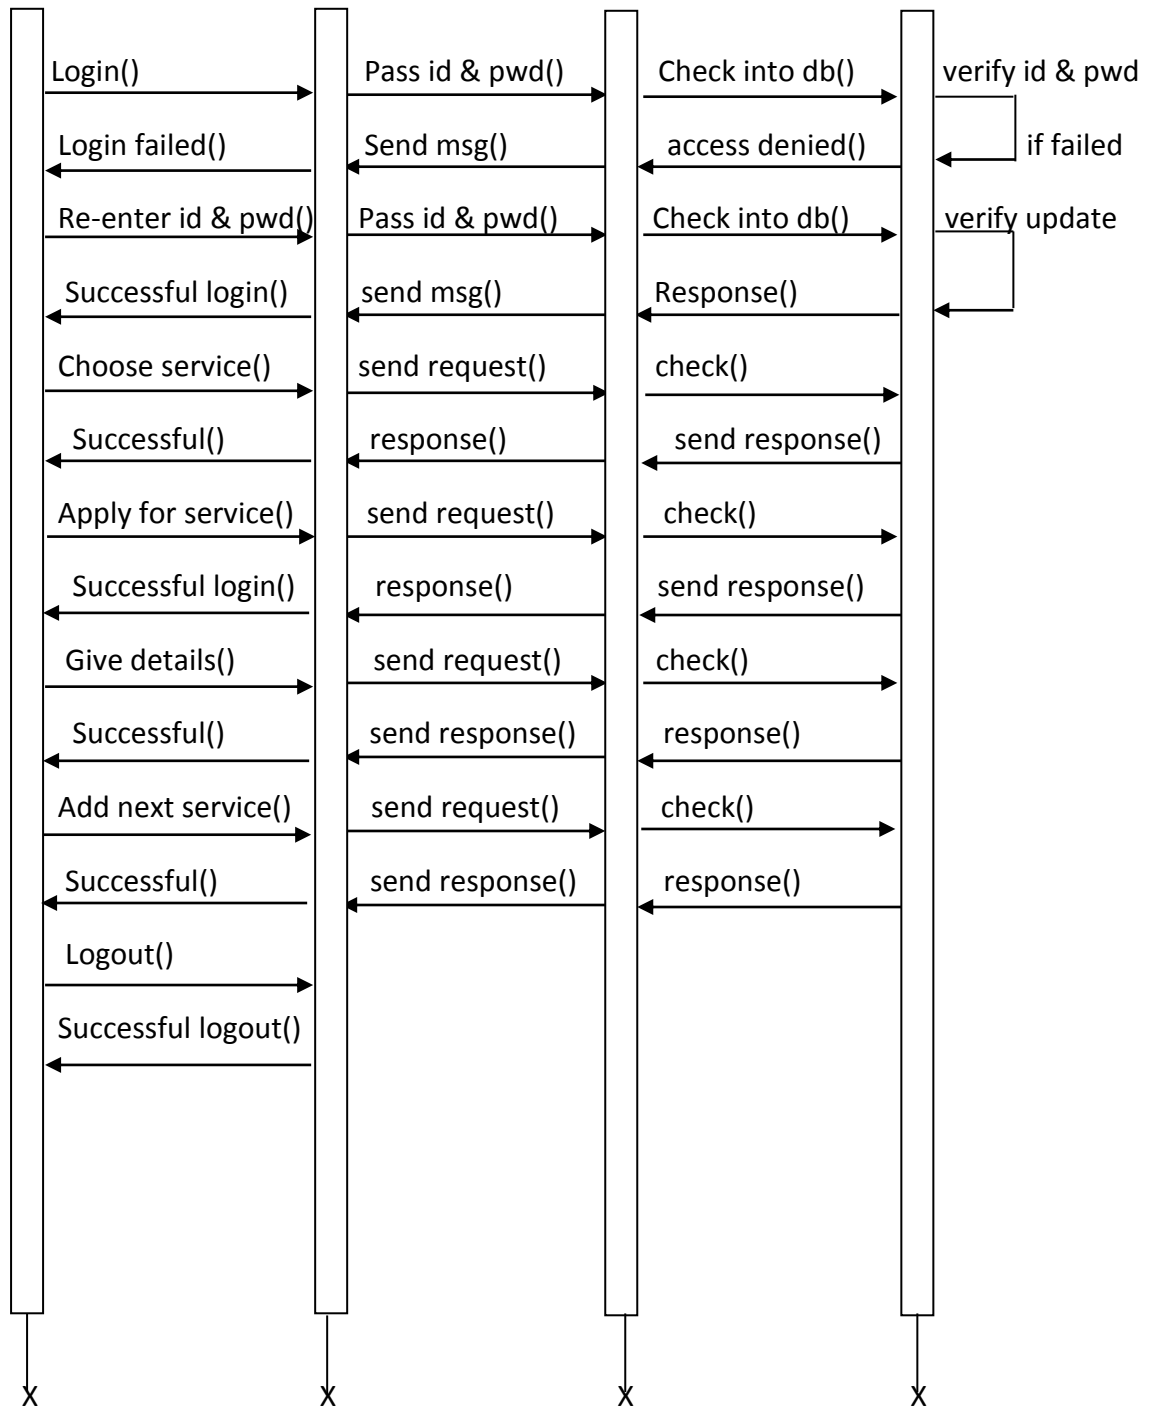 Login() Pass id & pwd() Check into db() verify id & pwd
Login failed() Send msg() access denied() if failed
Re-enter id & pwd() Pass id & pwd() Check into db() verify update
Successful login() send msg() Response()
Choose service() send request() check()
Successful() response() send response()
Apply for service() send request() check()
Successful login() response() send response()
Give details() send request() check()
Successful() send response() response()
Add next service() send request() check()
Successful() send response() response()
Logout()
Successful logout()
X X X X